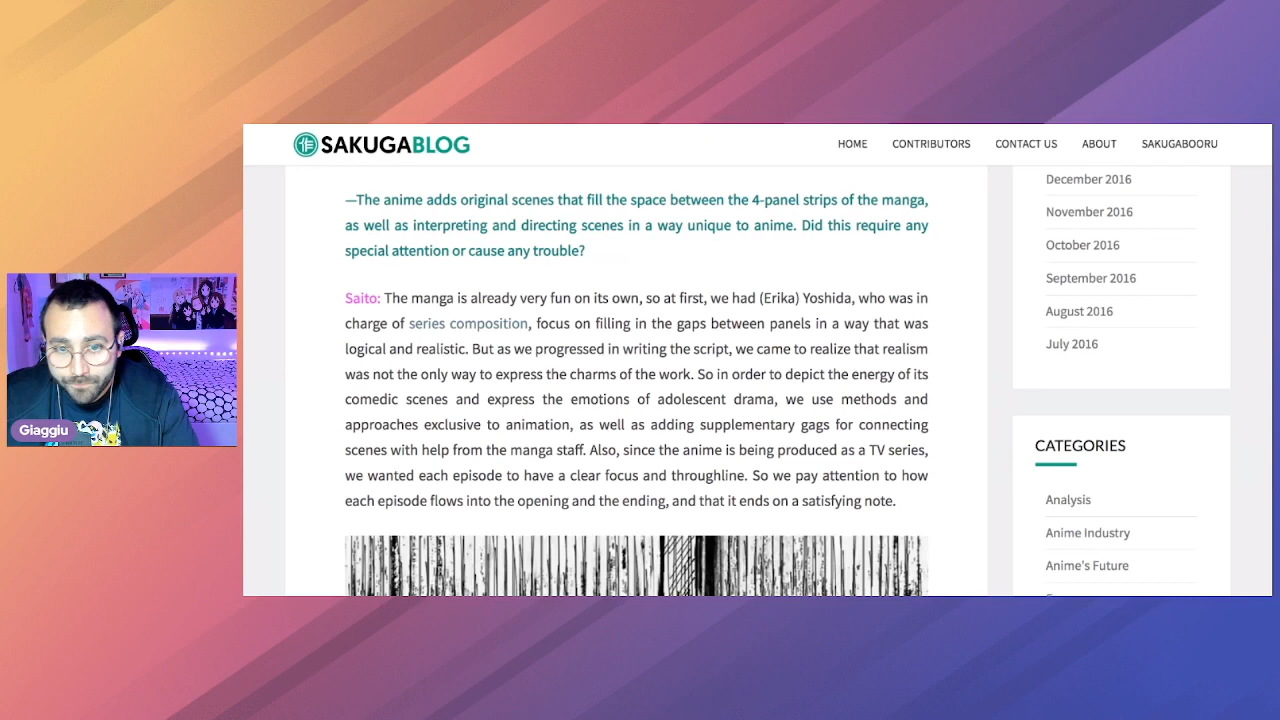 SAKUGABLOG
HOME CONTRIBUTORS CONTACT US ABOUT SAKUGABOORU
—The anime adds original scenes that fill the space between the 4-panel strips of the manga,
as well as interpreting and directing scenes in a way unique to anime. Did this require any
special attention or cause any trouble?
Saito: The manga is already very fun on its own, so at first, we had (Erika) Yoshida, who was in
charge of series composition, focus on filling in the gaps between panels in a way that was
logical and realistic. But as we progressed in writing the script, we came to realize that realism
was not the only way to express the charms of the work. So in order to depict the energy of its
comedic scenes and express the emotions of adolescent drama, we use methods and
approaches exclusive to animation, as well as adding supplementary gags for connecting
scenes with help from the manga staff. Also, since the anime is being produced as a TV series,
we wanted each episode to have a clear focus and throughline. So we pay attention to how
each episode flows into the opening and the ending, and that it ends on a satisfying note.
December 2016
November 2016
October 2016
September 2016
August 2016
July 2016
CATEGORIES
Analysis
Anime Industry
Anime's Future
Giaggiu